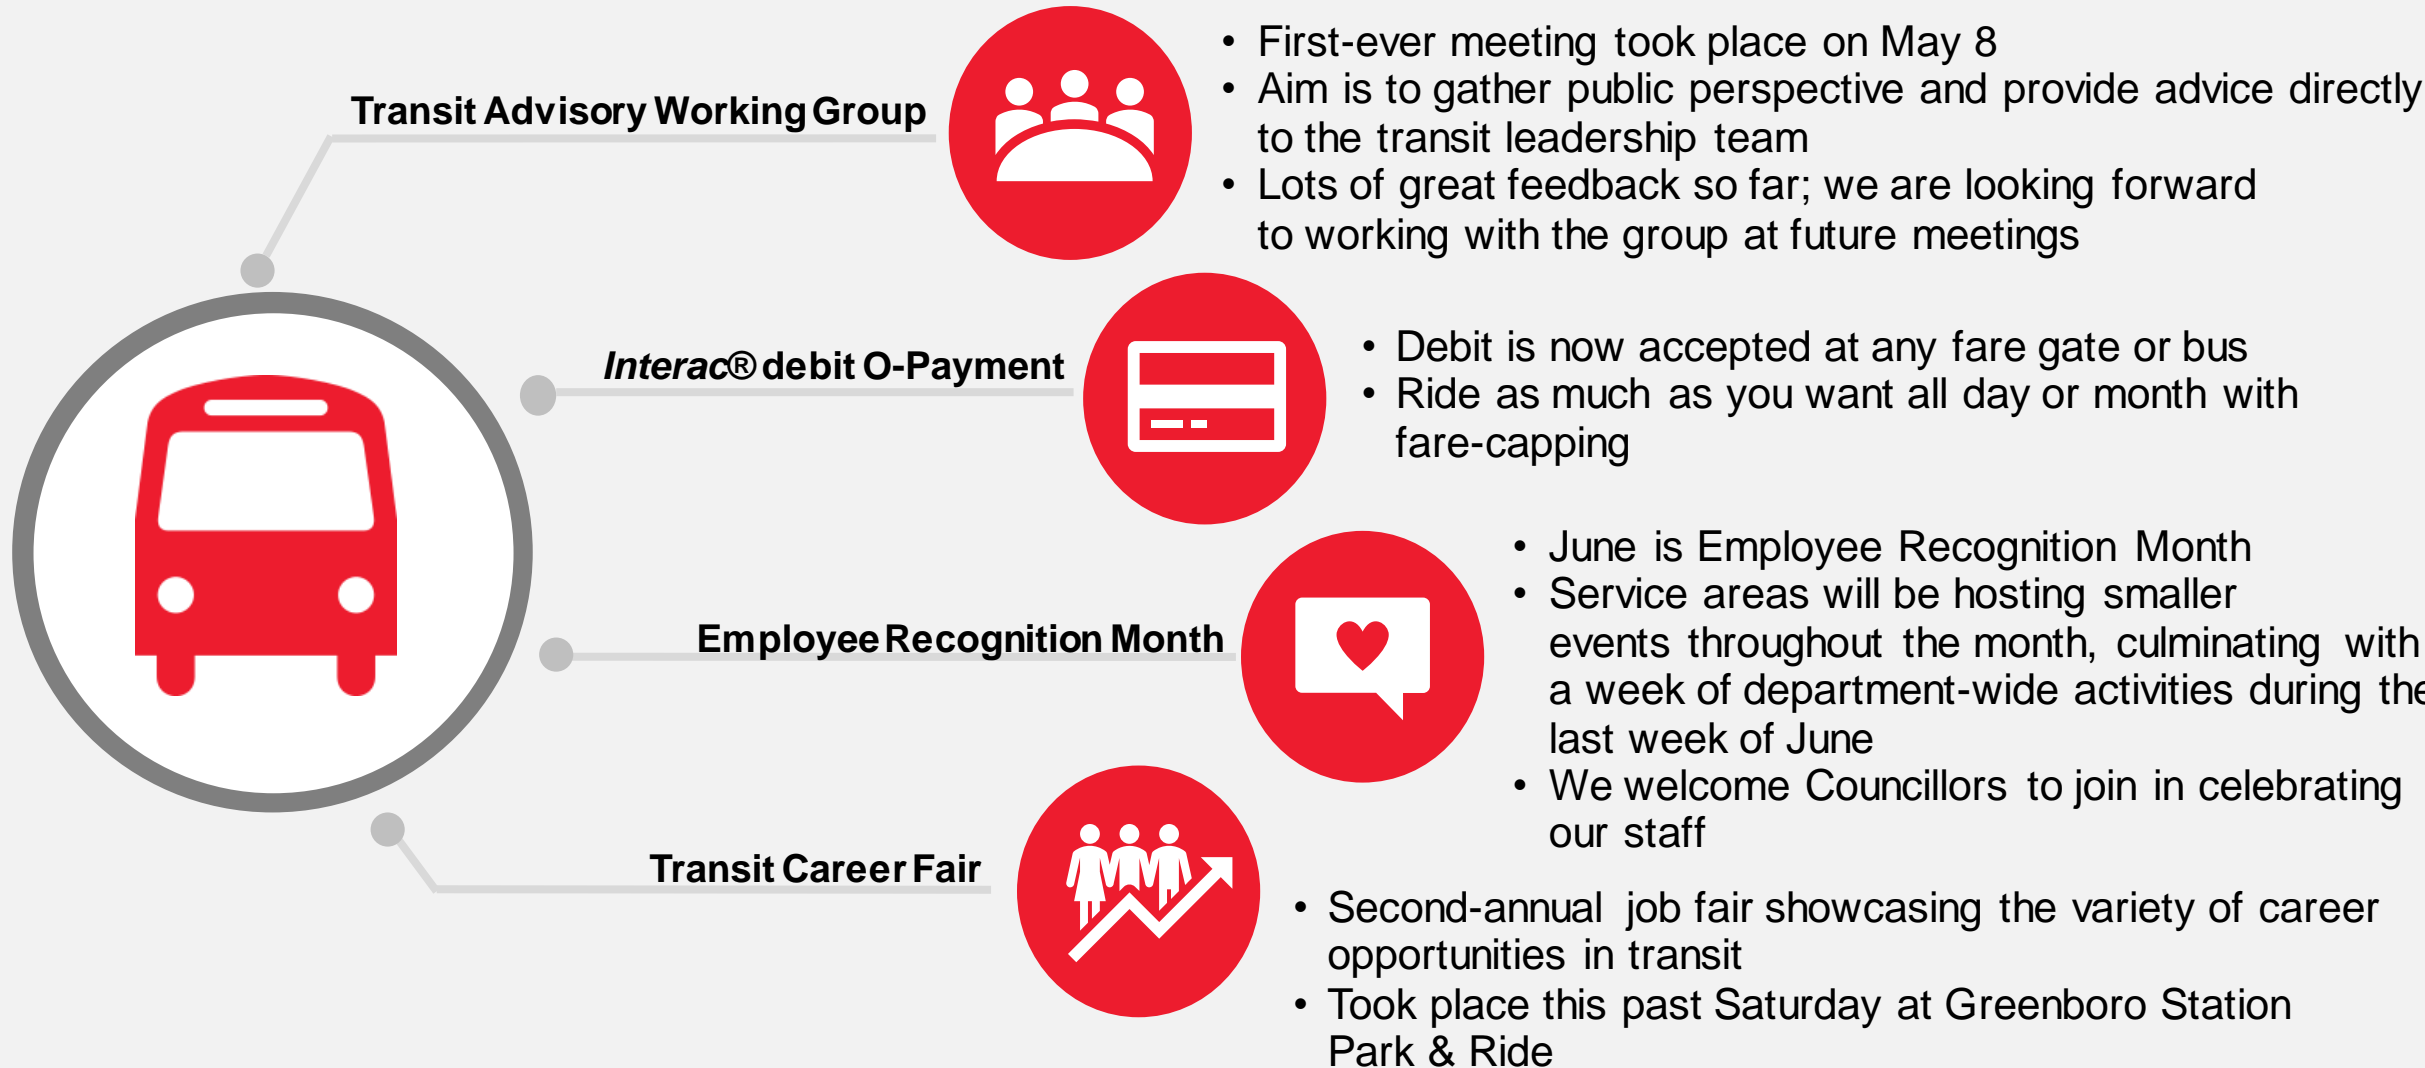 Transit Advisory Working Group
• First-ever meeting took place on May 8
• Aim is to gather public perspective and provide advice directly
to the transit leadership team
• Lots of great feedback so far; we are looking forward
to working with the group at future meetings
Interac® debit O-Payment
• Debit is now accepted at any fare gate or bus
• Ride as much as you want all day or month with
fare-capping
Employee Recognition Month
• June is Employee Recognition Month
• Service areas will be hosting smaller
events throughout the month, culminating with
a week of department-wide activities during the
last week of June
• We welcome Councillors to join in celebrating
our staff
Transit Career Fair
• Second-annual job fair showcasing the variety of career
opportunities in transit
• Took place this past Saturday at Greenboro Station
Park & Ride